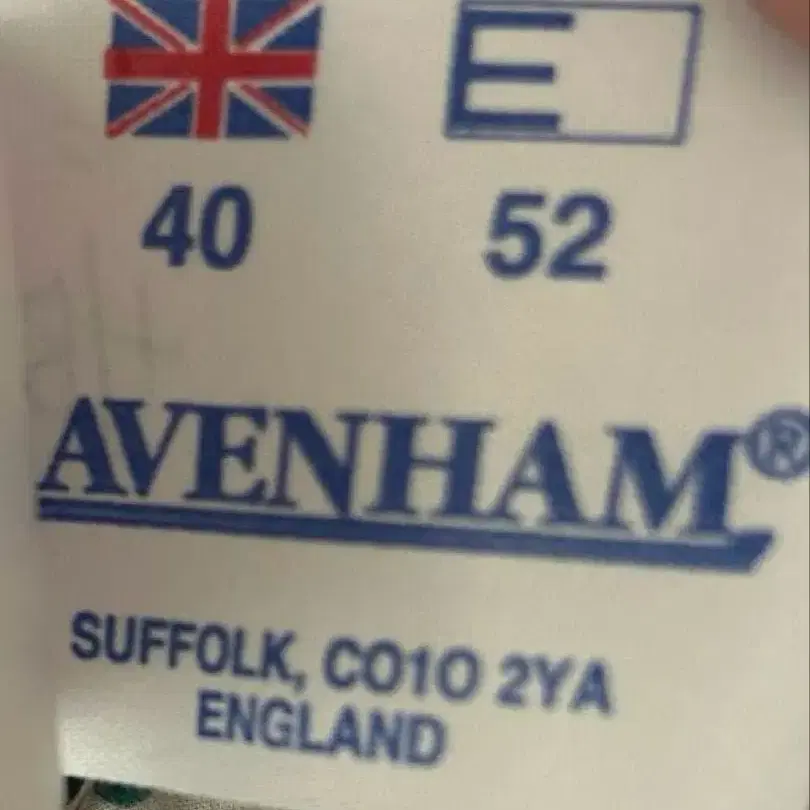 E
40 52
AVENHAM®
SUFFOLK, CO1O 2YA
ENGLAND